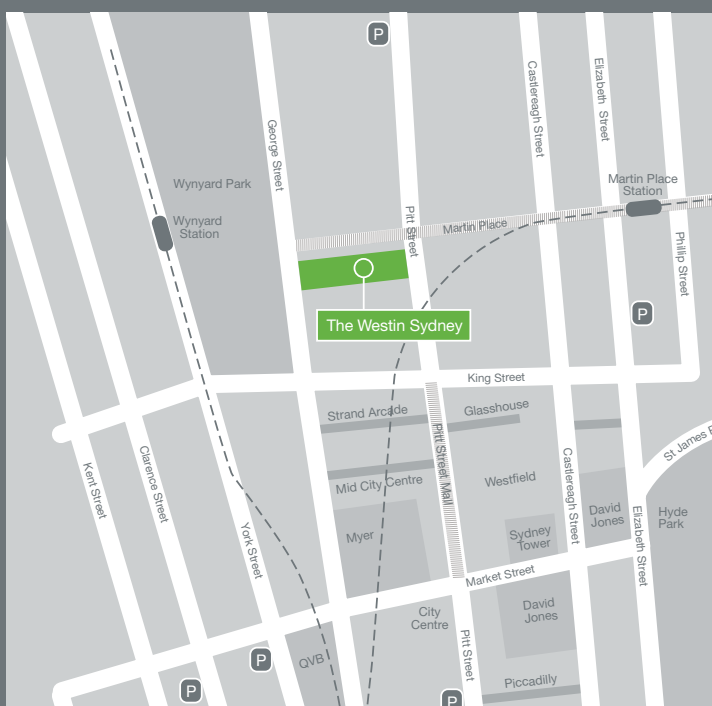 P
Castlereagh Street
Elizabeth Street
George Street
Wynyard Park
Martin Place
Station
Wynyard
Station
Pitt Street
Martin Place
Phillip Street
P
The Westin Sydney
King Street
Strand Arcade
Glasshouse
Pitt Street Mall
Mid City Centre
Westfield
Castlereagh Street
St James R
Kent Street
Clarence Street
York Street
Myer
Sydney
Tower
David
Jones
Elizabeth Street
Hyde
Park
Market Street
City
Centre
David
Jones
Pitt Street
QVB
P
Piccadilly
P
P